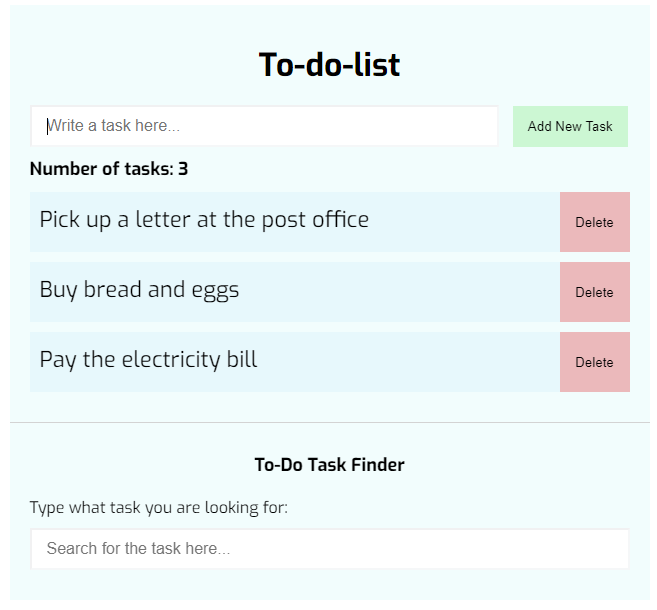 To-do-list
Write a task here...
Add New Task
Number of tasks: 3
Pick up a letter at the post office
Delete
Buy bread and eggs
Delete
Pay the electricity bill
Delete
To-Do Task Finder
Type what task you are looking for:
Search for the task here...